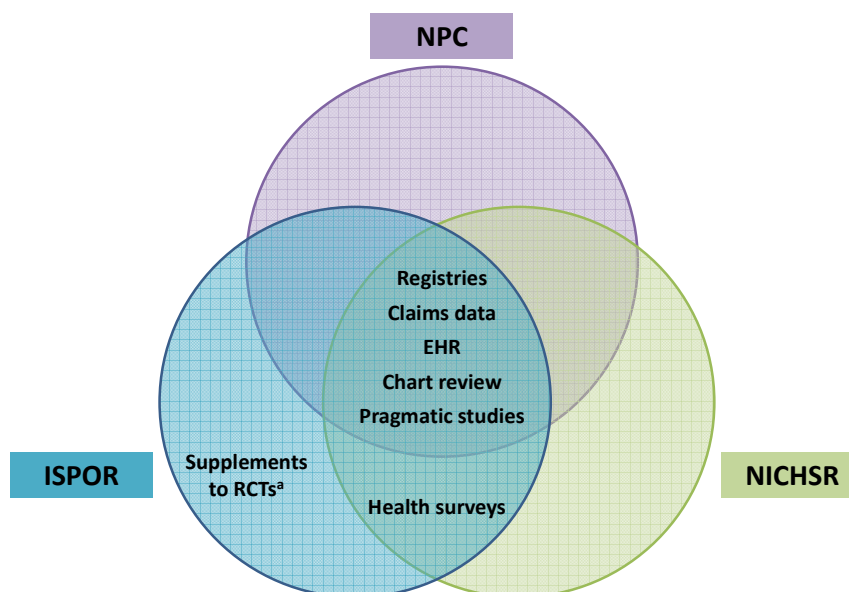 NPC
Registries
Claims data
EHR
Chart review
Pragmatic studies
ISPOR
Supplements
to RCTsᵃ
Health surveys
NICHSR